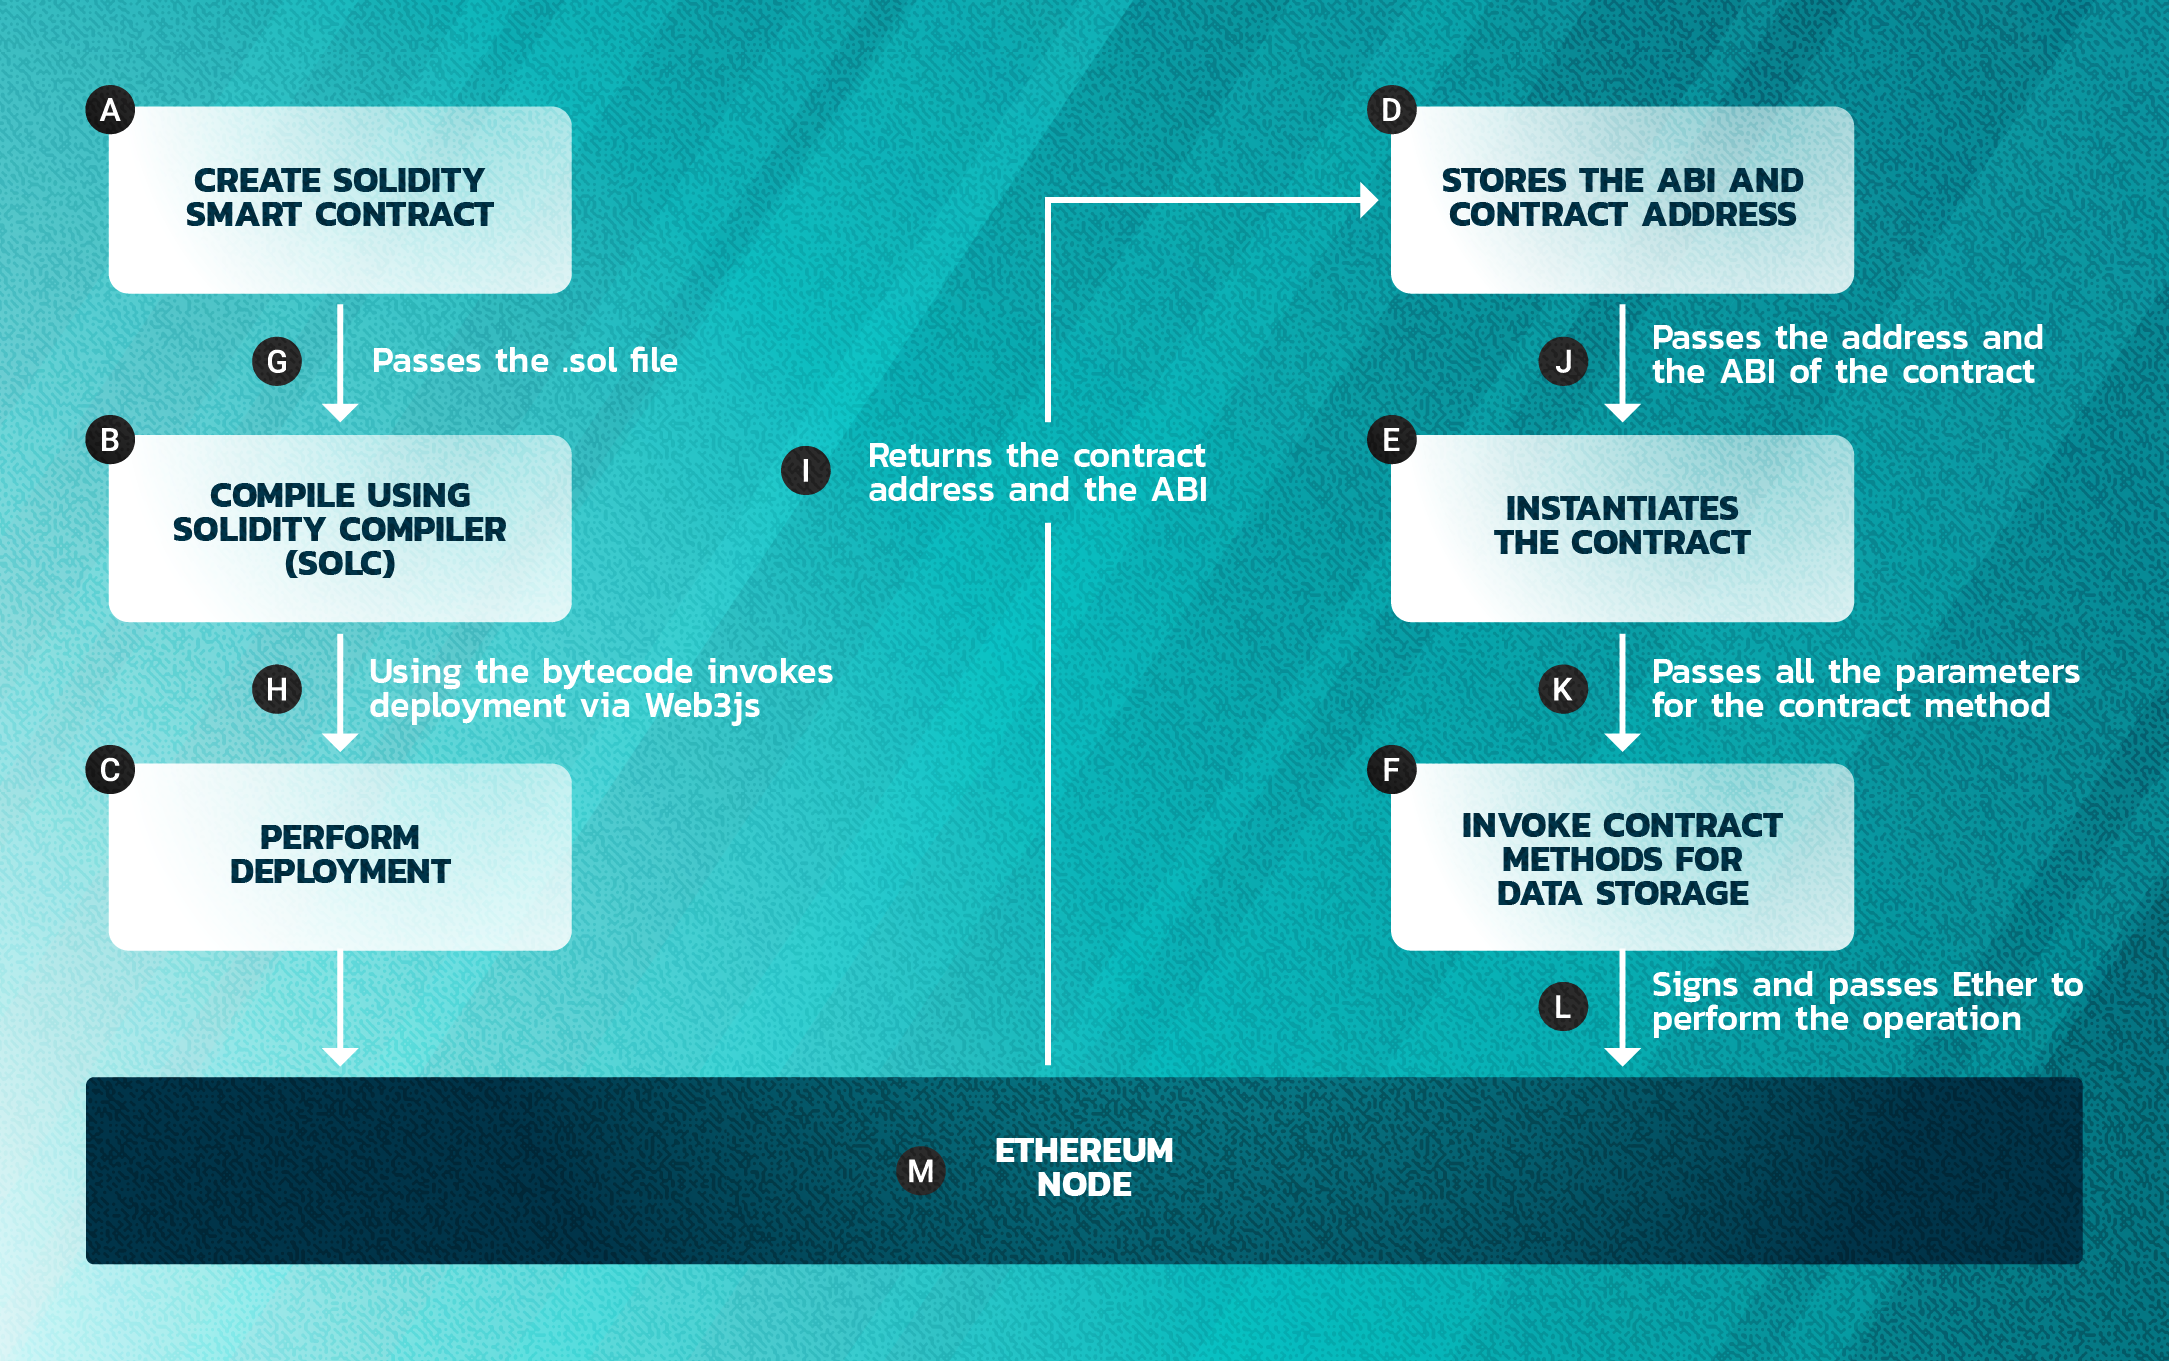 A
CREATE SOLIDITY
SMART CONTRACT
G
Passes the .sol file
B
COMPILE USING
SOLIDITY COMPILER
(SOLC)
H
Using the bytecode invokes
deployment via Web3js
C
PERFORM
DEPLOYMENT
I
Returns the contract
address and the ABI
D
STORES THE ABI AND
CONTRACT ADDRESS
J
Passes the address and
the ABI of the contract
E
INSTANTIATES
THE CONTRACT
K
Passes all the parameters
for the contract method
F
INVOKE CONTRACT
METHODS FOR
DATA STORAGE
L
Signs and passes Ether to
perform the operation
M
ETHEREUM
NODE